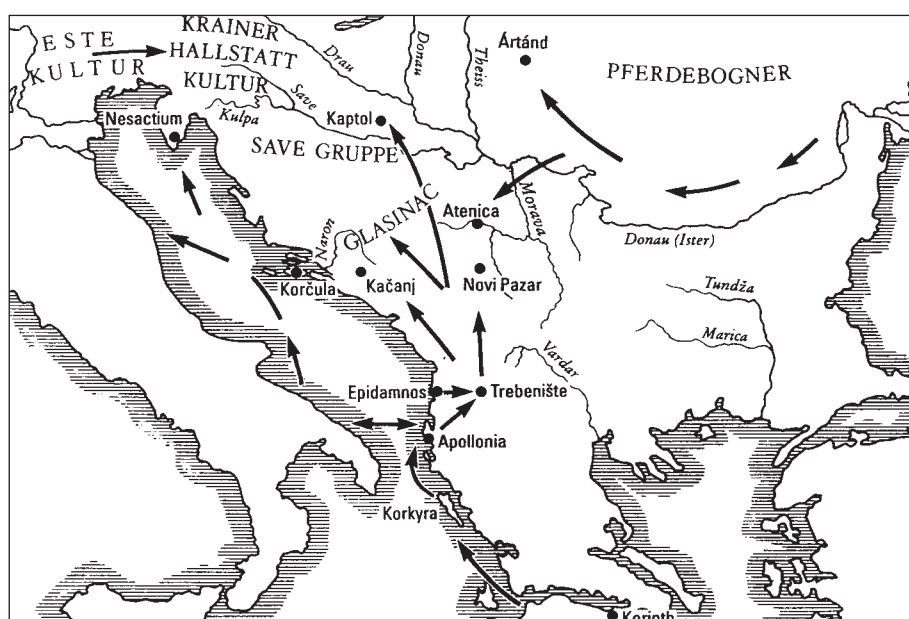 ESTE
KULTUR
KRAINER
HALLSTATT
KULTUR
Drau
Donau
Theiss
Ártánd
PFERDEBOGNER
Nesactium
Kulpa
Save
Kaptol
SAVE GRUPPE
Naron
GLASINAC
Atenica
Morava
Donau (Ister)
Korčula
Kačanj
Novi Pazar
Tundža
Marica
Vardar
Epidamnos
Trebenište
Apollonia
Korkyra
Korinth